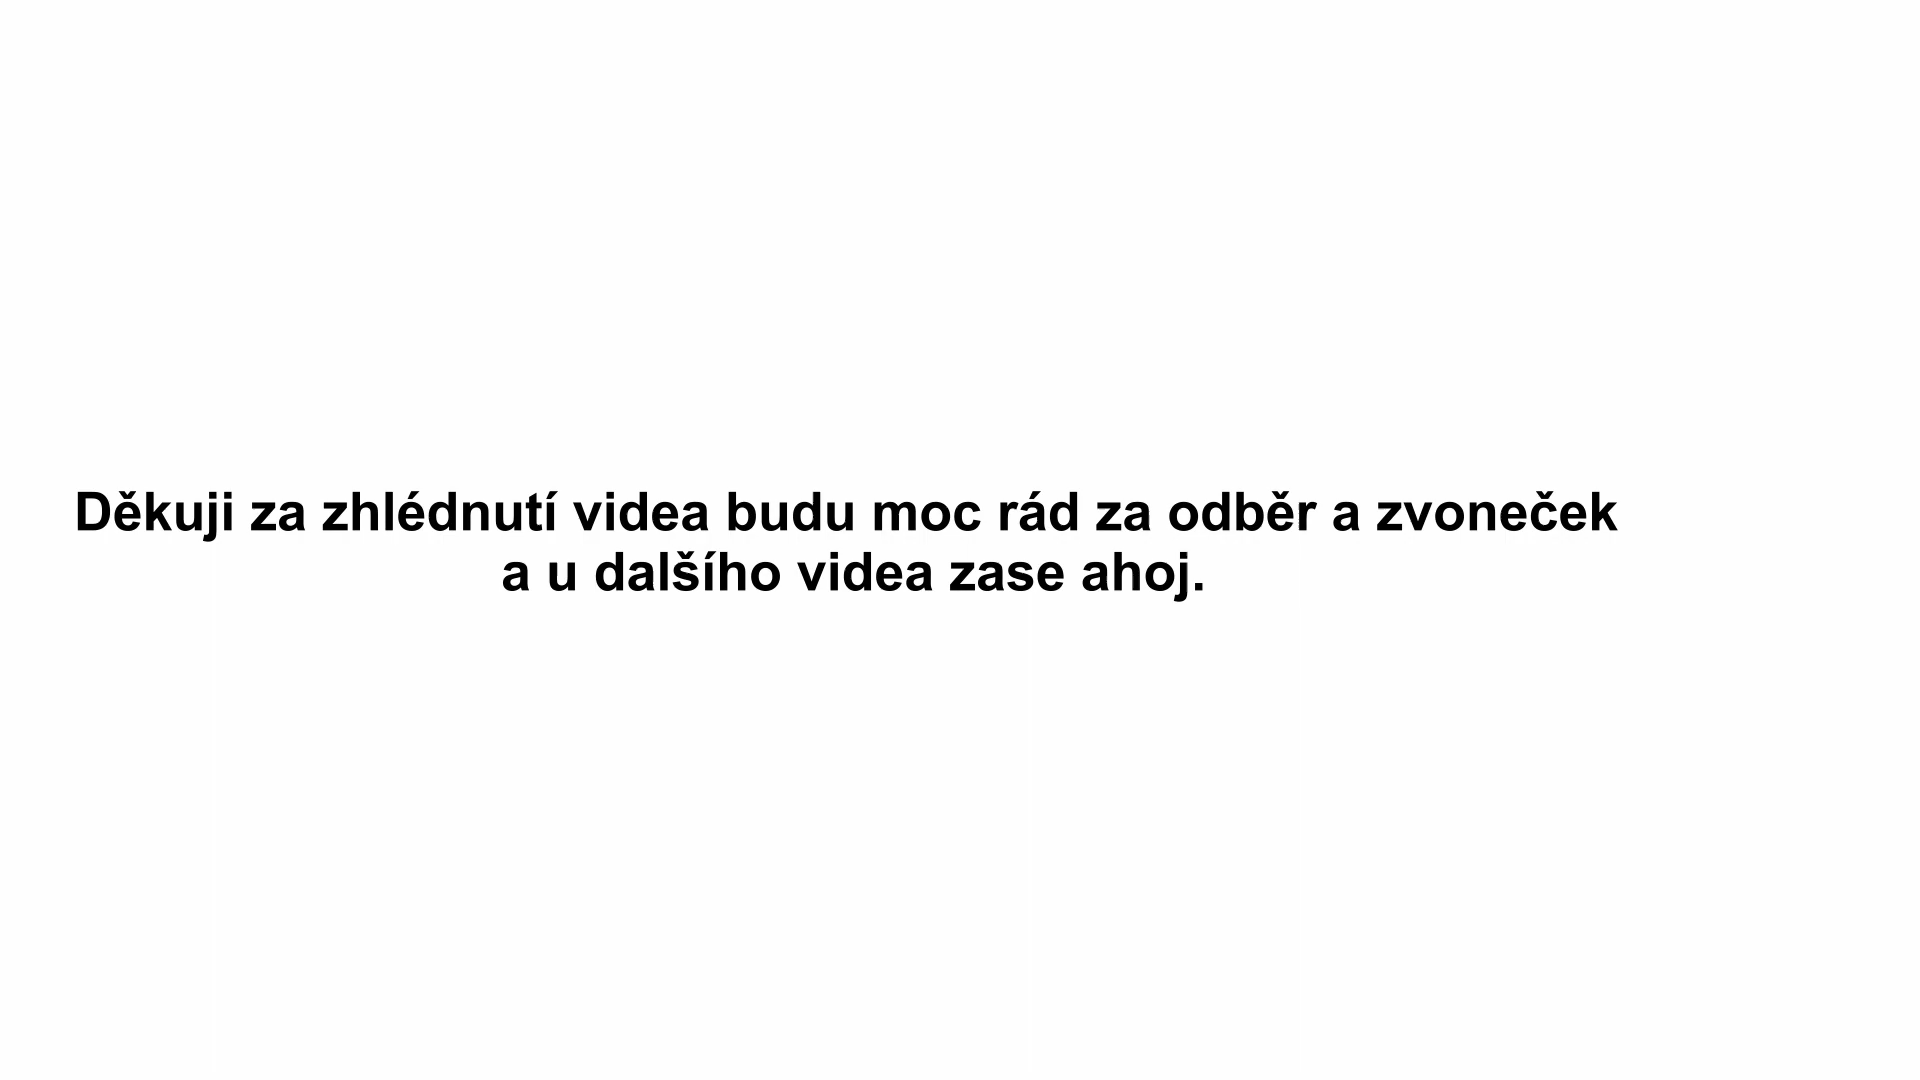 Děkuji za zhlédnutí videa budu moc rád za odběr a zvoneček
a u dalšího videa zase ahoj.